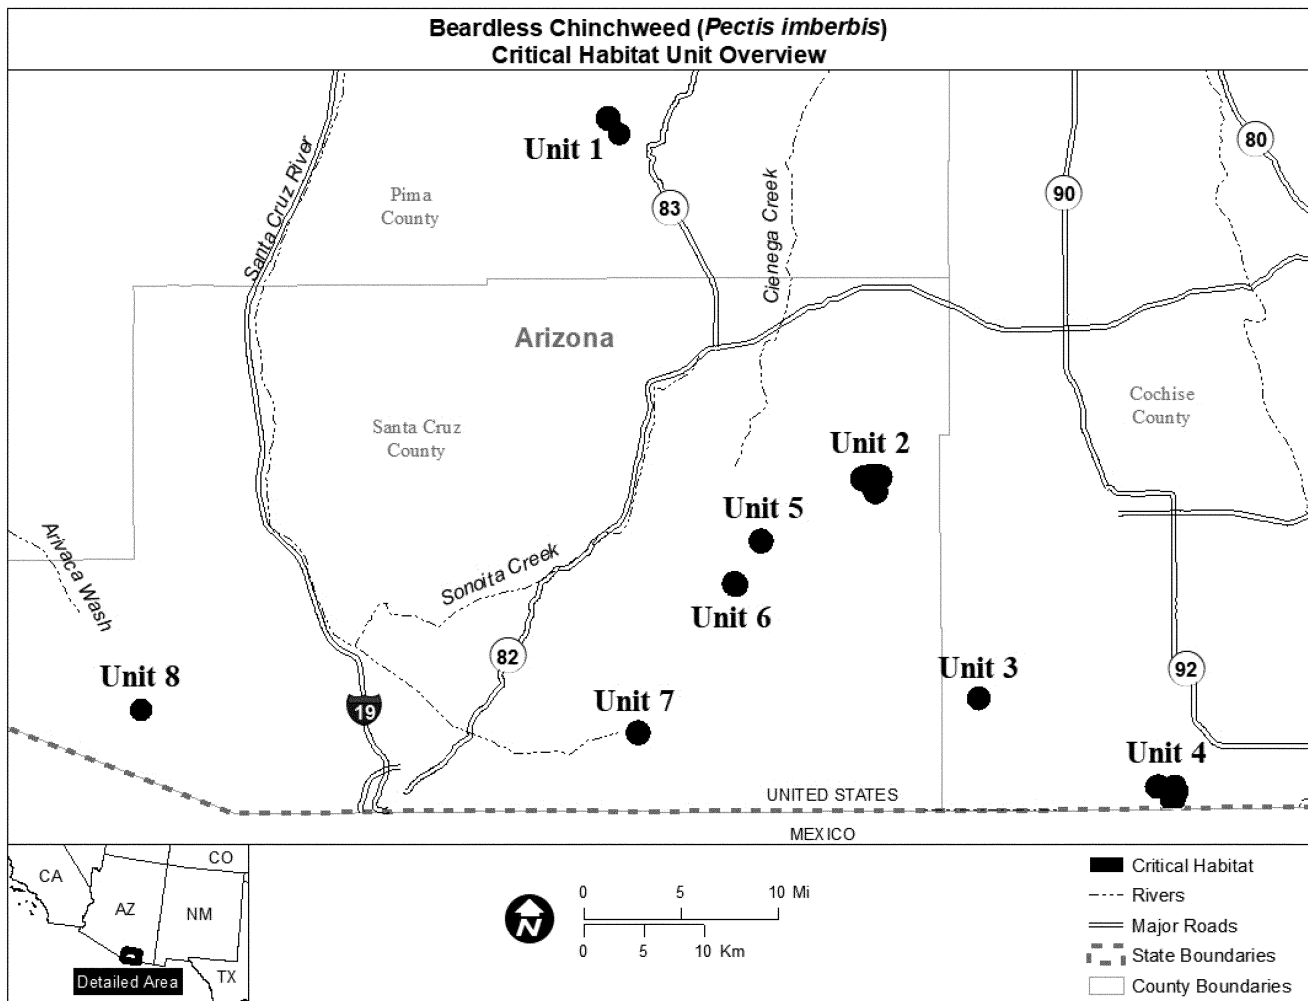 Beardless Chinchweed (Pectis imberbis)
Critical Habitat Unit Overview
Unit 1
Santa Cruz River
Pima
County
83
Cienega Creek
90
80
Arizona
Santa Cruz
County
Cochise
County
Unit 2
Unit 5
Arivaca Wash
Sonoita Creek
Unit 6
82
Unit 8
Unit 3
92
Unit 7
19
Unit 4
UNITED STATES
MEXICO
CA
CO
AZ
NM
TX
Detailed Area
N
0 5 10 Mi
0 5 10 Km
Critical Habitat
Rivers
Major Roads
State Boundaries
County Boundaries